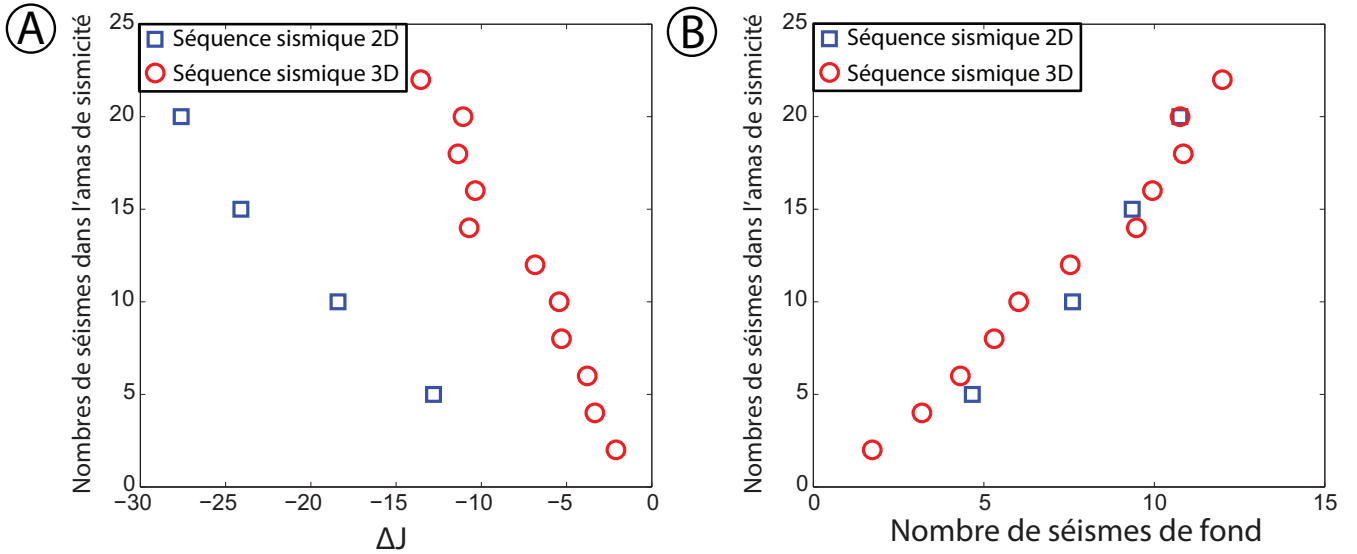 A
Nombres de séismes dans l'amas de sismicité
25
20
15
10
5
0
Séquence sismique 2D
Séquence sismique 3D
−30 −25 −20 −15 −10 −5 0
ΔJ
B
Nombres de séismes dans l'amas de sismicité
25
20
15
10
5
0
Séquence sismique 2D
Séquence sismique 3D
0 5 10 15
Nombre de séismes de fond